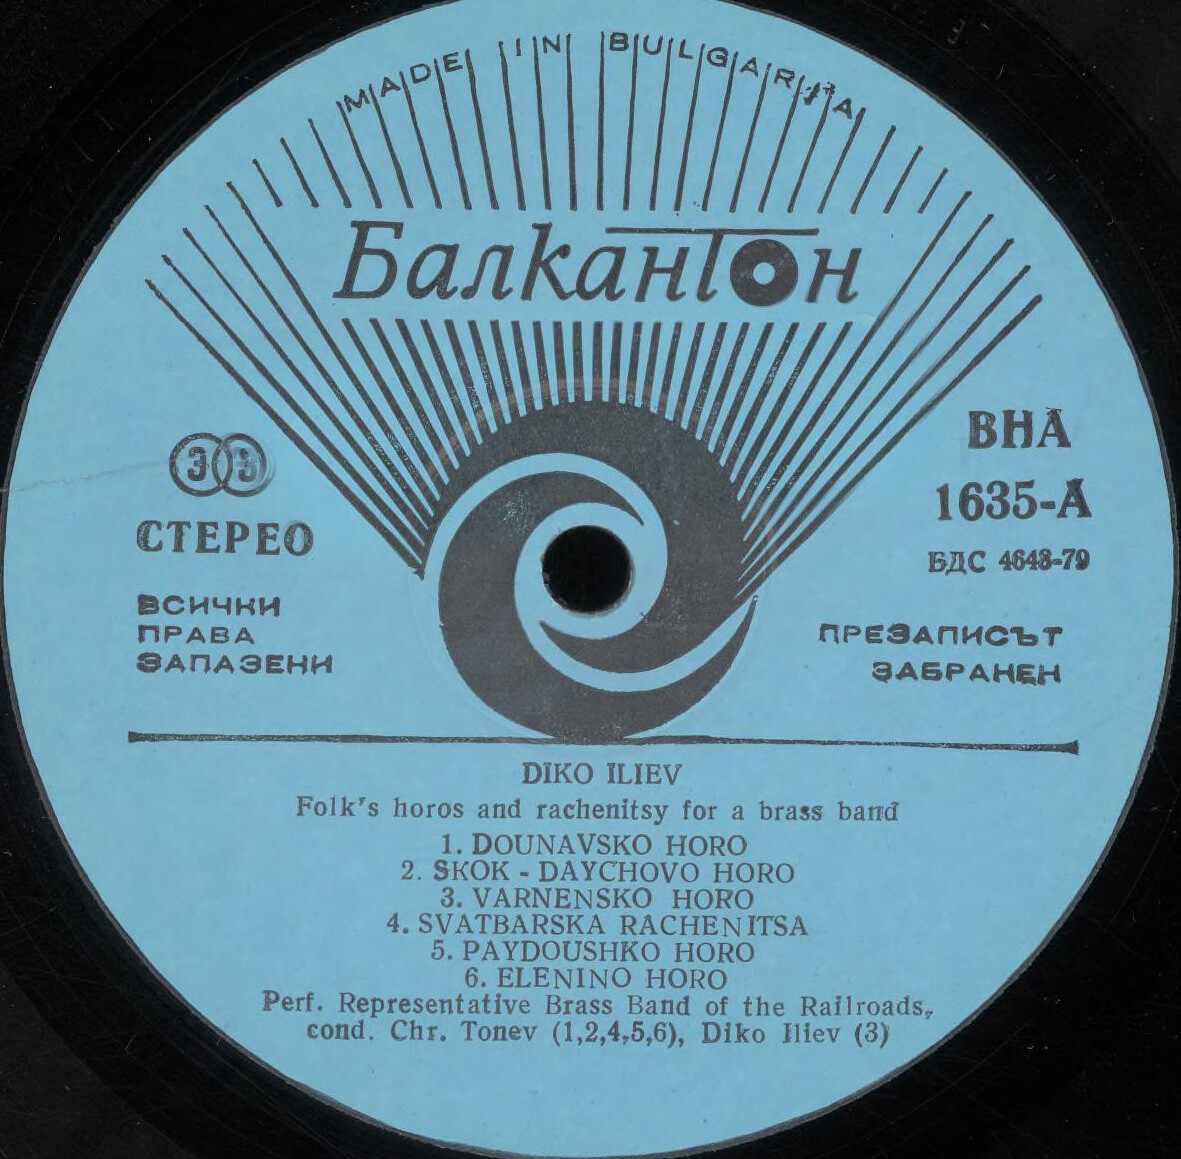 MADE IN BULGARIA
Балкантон
33
СТЕРЕО
ВСИЧКИ
ПРАВА
ЗАПАЗЕНИ
ВНА
1635-А
БДС 4648-79
ПРЕЗАПИСЪТ
ЗАБРАНЕН
DIKO ILIEV
Folk's horos and rachenitsy for a brass band
1. DOUNAVSKO HORO
2. SKOK - DAYCHOVO HORO
3. VARNENSKO HORO
4. SVATBARSKA RACHENITSA
5. PAYDOUSHKO HORO
6. ELENINO HORO
Perf. Representative Brass Band of the Railroads,
cond. Chr. Tonev (1,2,4,5,6), Diko Iliev (3)